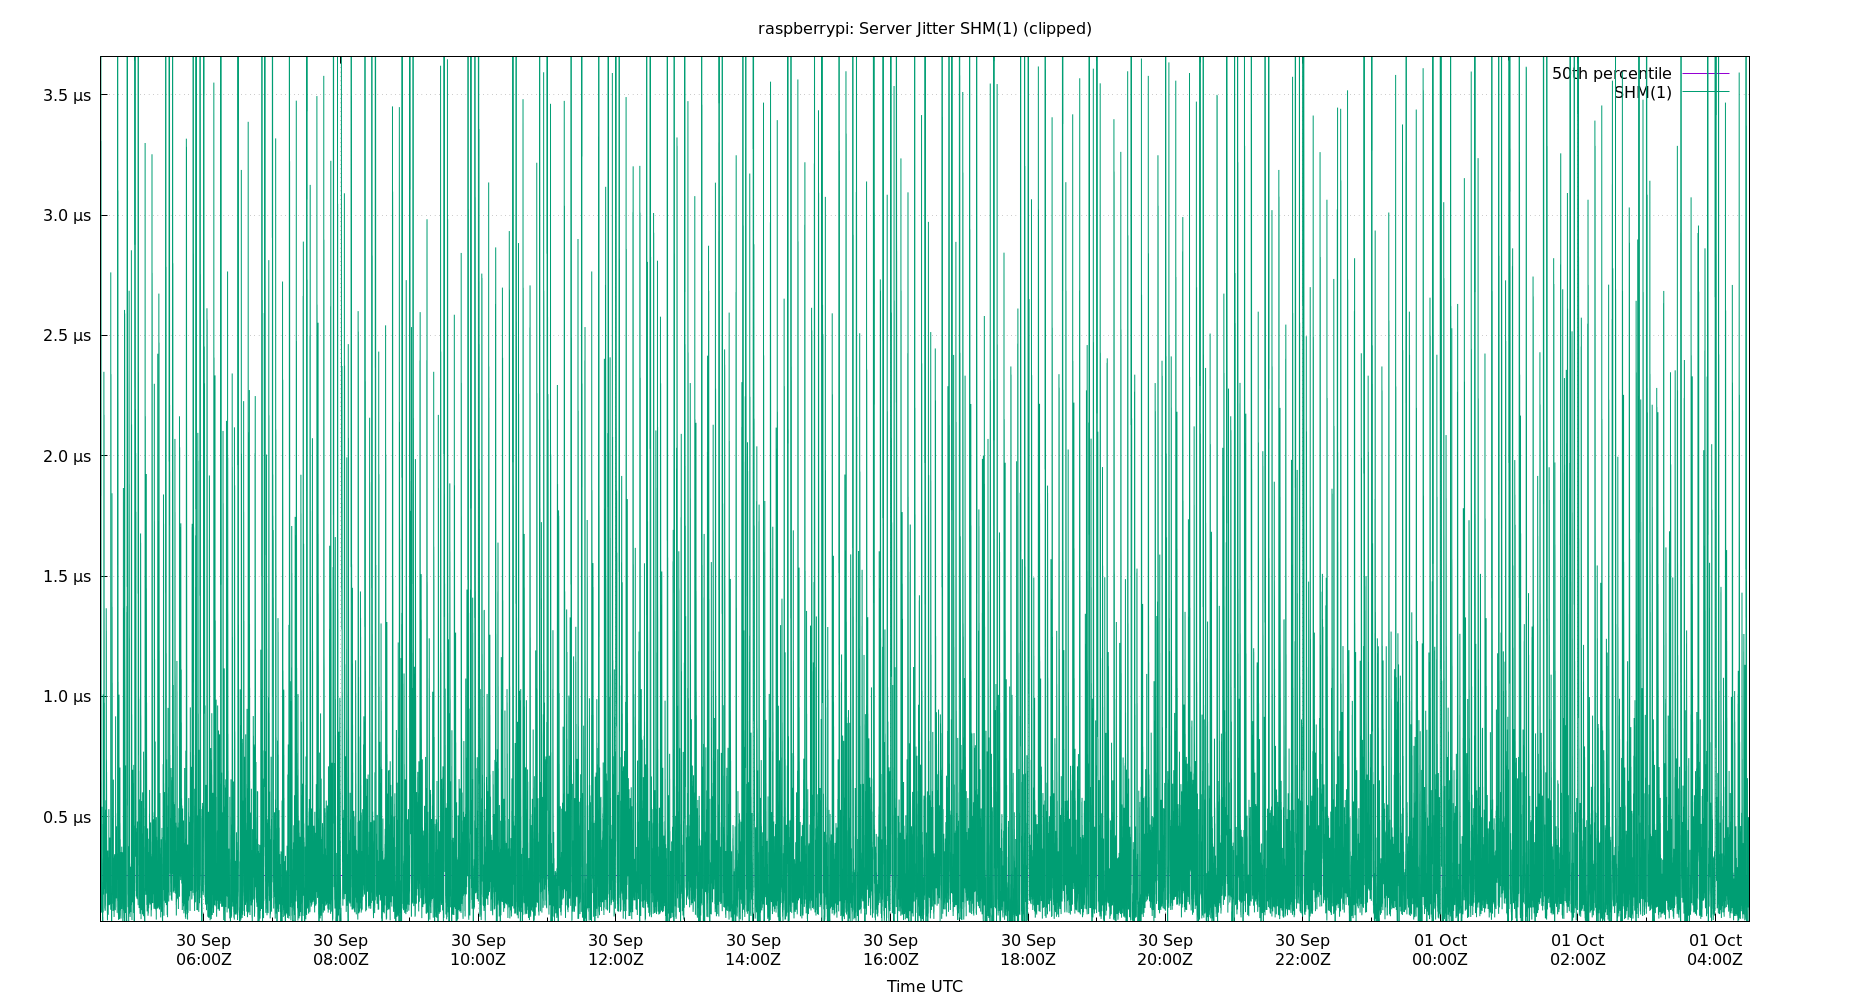 raspberrypi: Server Jitter SHM(1) (clipped)
50th percentile
SHM(1)
3.5 µs
3.0 µs
2.5 µs
2.0 µs
1.5 µs
1.0 µs
0.5 µs
30 Sep 30 Sep 30 Sep 30 Sep 30 Sep 30 Sep 30 Sep 30 Sep 30 Sep 01 Oct 01 Oct 01 Oct
06:00Z 08:00Z 10:00Z 12:00Z 14:00Z 16:00Z 18:00Z 20:00Z 22:00Z 00:00Z 02:00Z 04:00Z
Time UTC